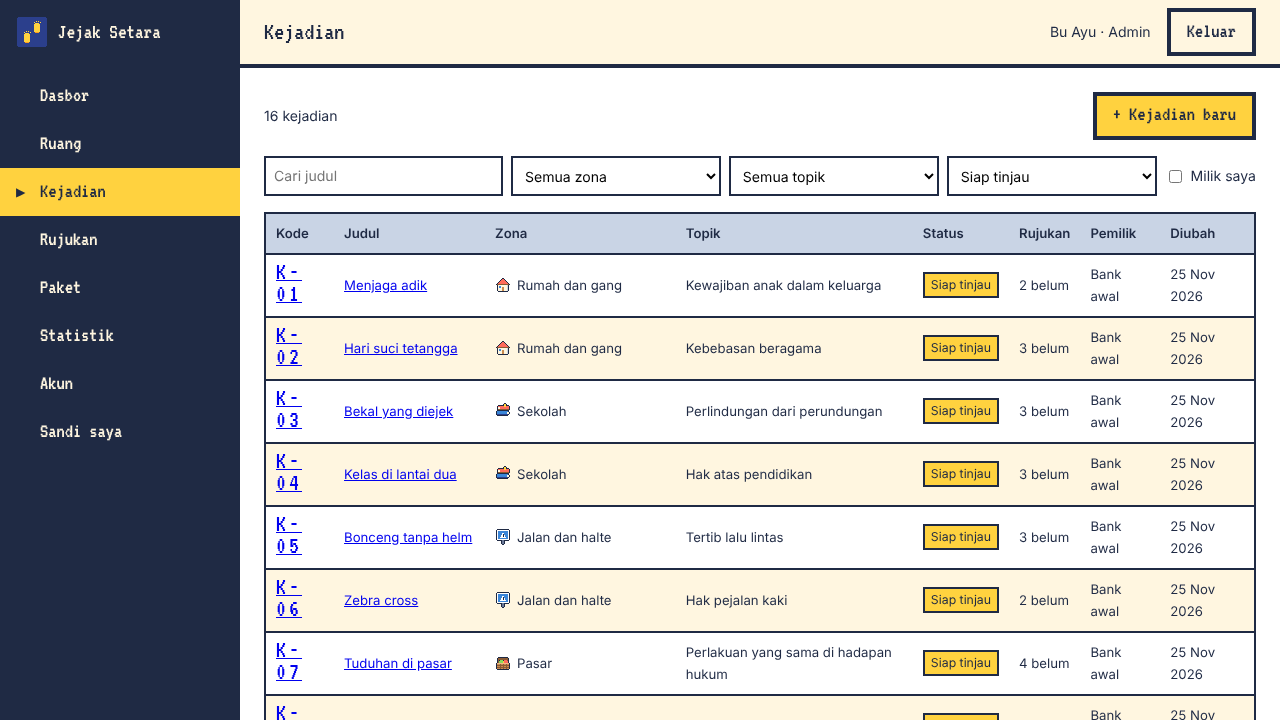 Jejak Setara
Kejadian
Bu Ayu · Admin
Keluar
Dasbor
Ruang
▶ Kejadian
Rujukan
Paket
Statistik
Akun
Sandi saya
16 kejadian
+ Kejadian baru
Cari judul
Semua zona
Semua topik
Siap tinjau
Milik saya
Kode Judul Zona Topik Status Rujukan Pemilik Diubah
K-01 Menjaga adik Rumah dan gang Kewajiban anak dalam keluarga Siap tinjau 2 belum Bank awal 25 Nov 2026
K-02 Hari suci tetangga Rumah dan gang Kebebasan beragama Siap tinjau 3 belum Bank awal 25 Nov 2026
K-03 Bekal yang diejek Sekolah Perlindungan dari perundungan Siap tinjau 3 belum Bank awal 25 Nov 2026
K-04 Kelas di lantai dua Sekolah Hak atas pendidikan Siap tinjau 3 belum Bank awal 25 Nov 2026
K-05 Bonceng tanpa helm Jalan dan halte Tertib lalu lintas Siap tinjau 3 belum Bank awal 25 Nov 2026
K-06 Zebra cross Jalan dan halte Hak pejalan kaki Siap tinjau 2 belum Bank awal 25 Nov 2026
K-07 Tuduhan di pasar Pasar Perlakuan yang sama di hadapan hukum Siap tinjau 4 belum Bank awal 25 Nov 2026
K- Bank 25 Nov